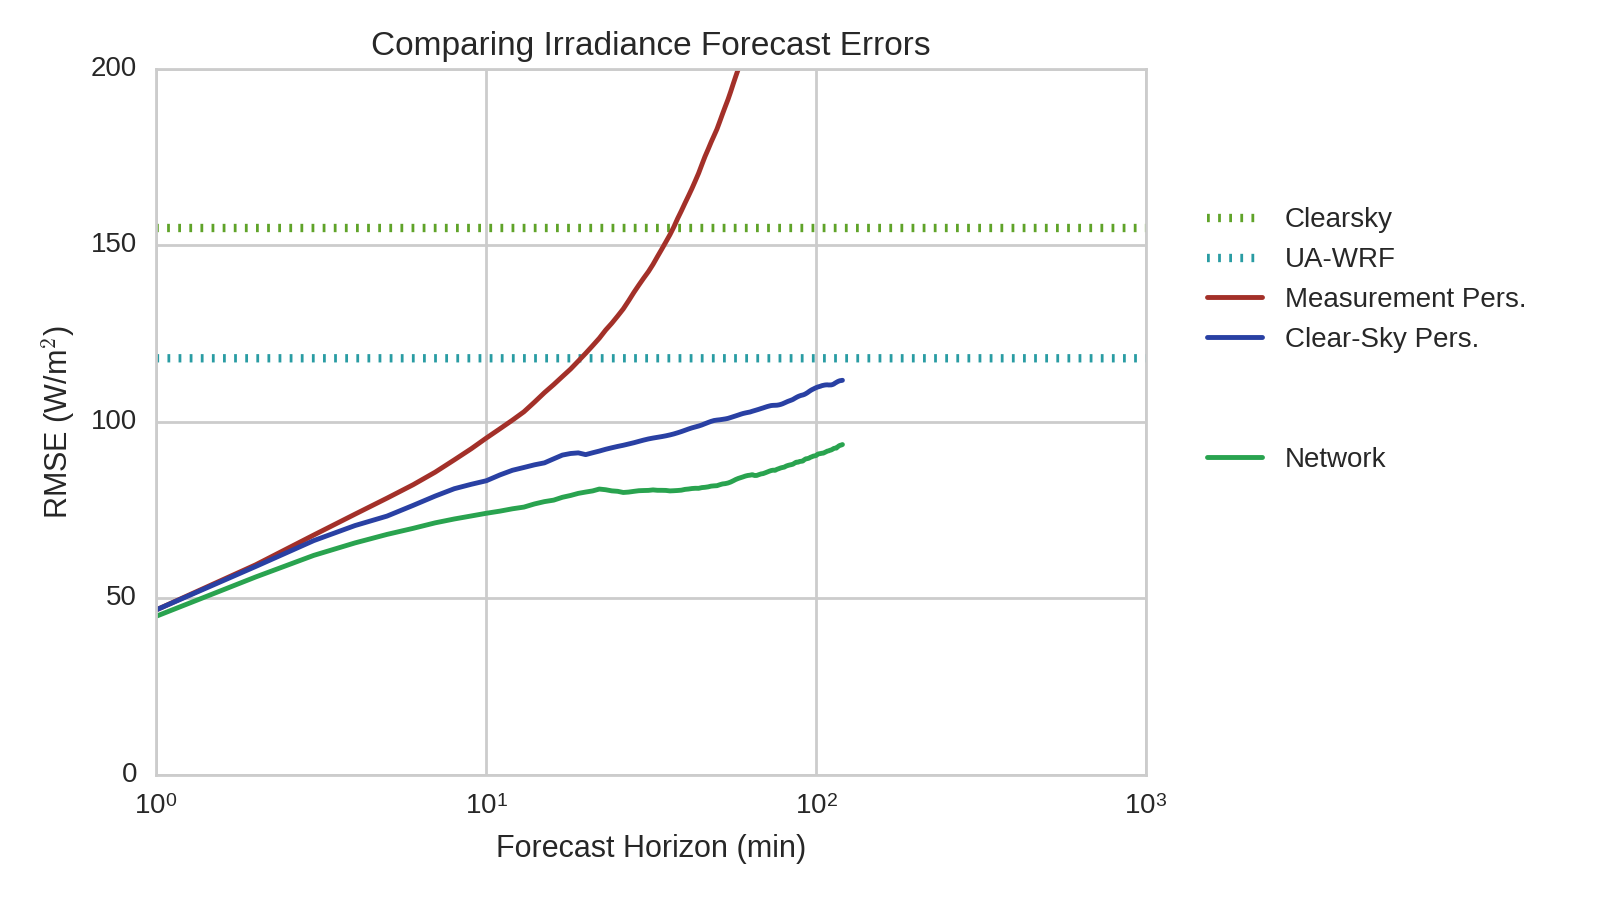 Comparing Irradiance Forecast Errors
200
150
100
50
0
RMSE (W/m²)
10⁰
10¹
10²
10³
Forecast Horizon (min)
Clearsky
UA-WRF
Measurement Pers.
Clear-Sky Pers.
Network